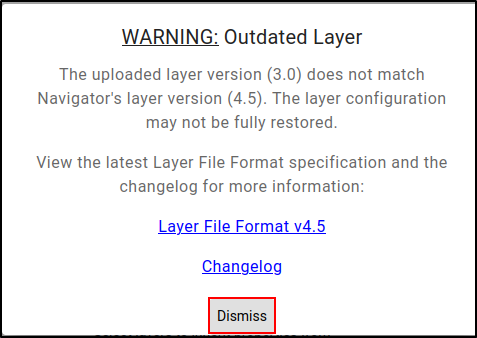 WARNING: Outdated Layer
The uploaded layer version (3.0) does not match
Navigator's layer version (4.5). The layer configuration
may not be fully restored.
View the latest Layer File Format specification and the
changelog for more information:
Layer File Format v4.5
Changelog
Dismiss